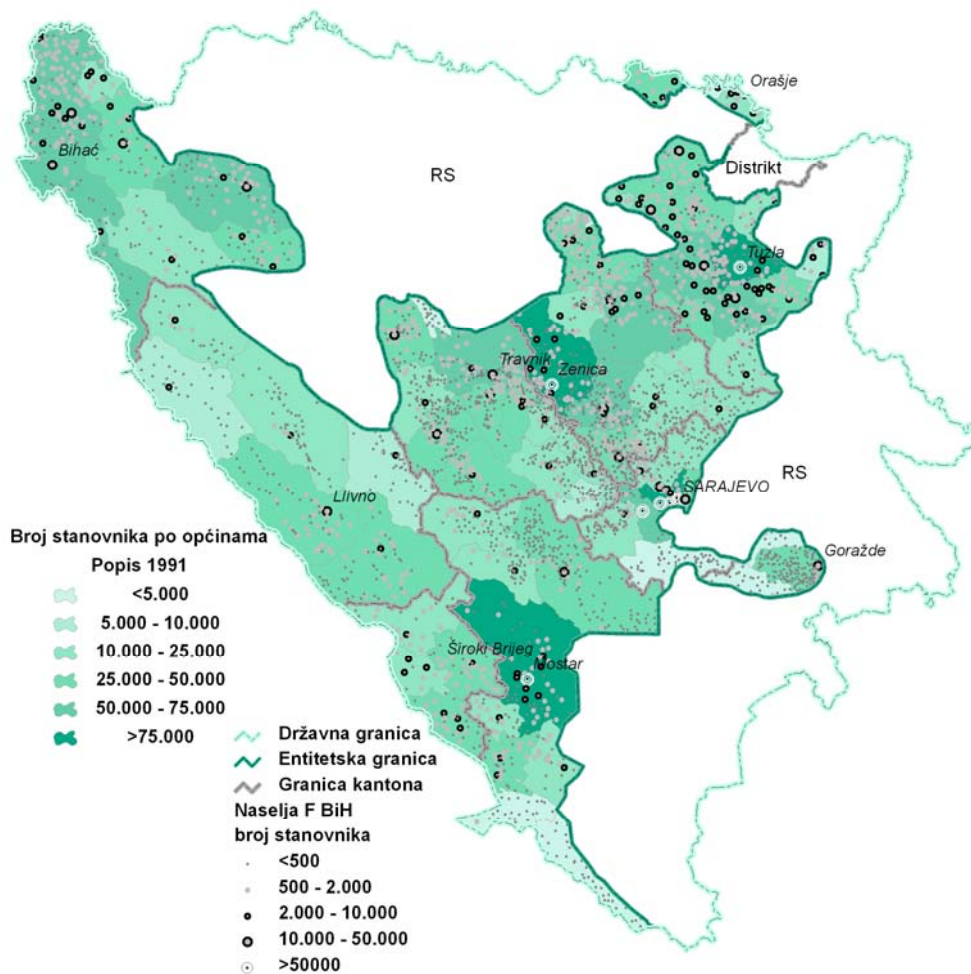 Orašje
Bihać
RS
Distrikt
Tuzla
Travnik
Zenica
RS
SARAJEVO
Llivno
Goražde
Široki Brijeg
Mostar
Broj stanovnika po općinama
Popis 1991
<5.000
5.000 - 10.000
10.000 - 25.000
25.000 - 50.000
50.000 - 75.000
>75.000
Državna granica
Entitetska granica
Granica kantona
Naselja F BiH
broj stanovnika
<500
500 - 2.000
2.000 - 10.000
10.000 - 50.000
>50000